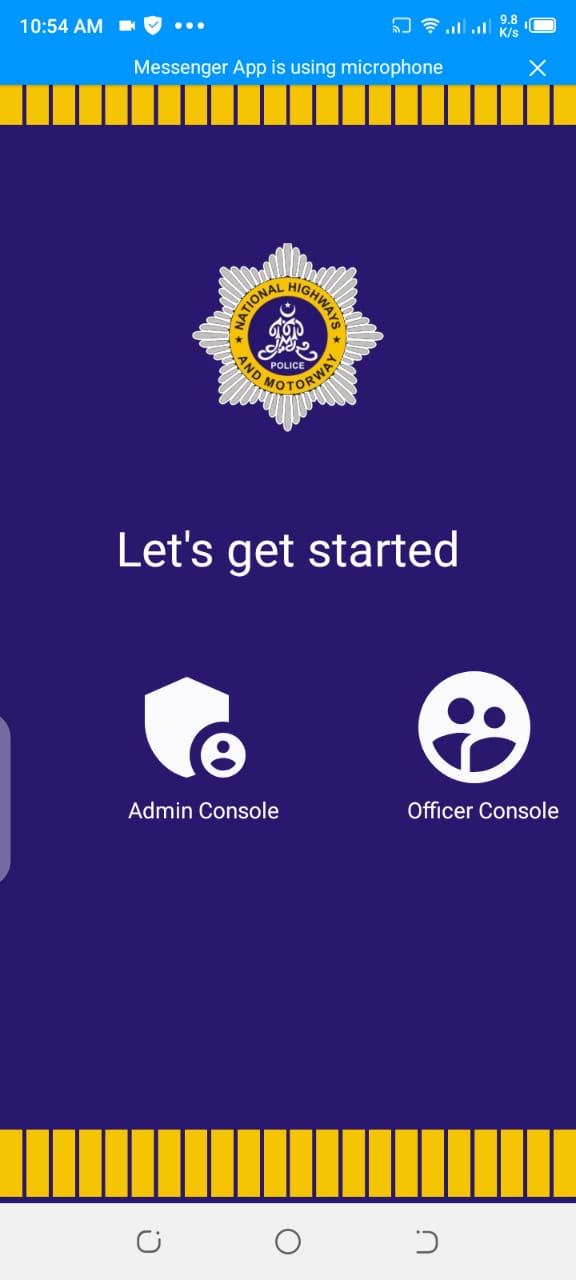 10:54 AM
9.8
K/s
Messenger App is using microphone
NATIONAL HIGHWAYS
POLICE
AND MOTORWAY
Let's get started
Admin Console
Officer Console